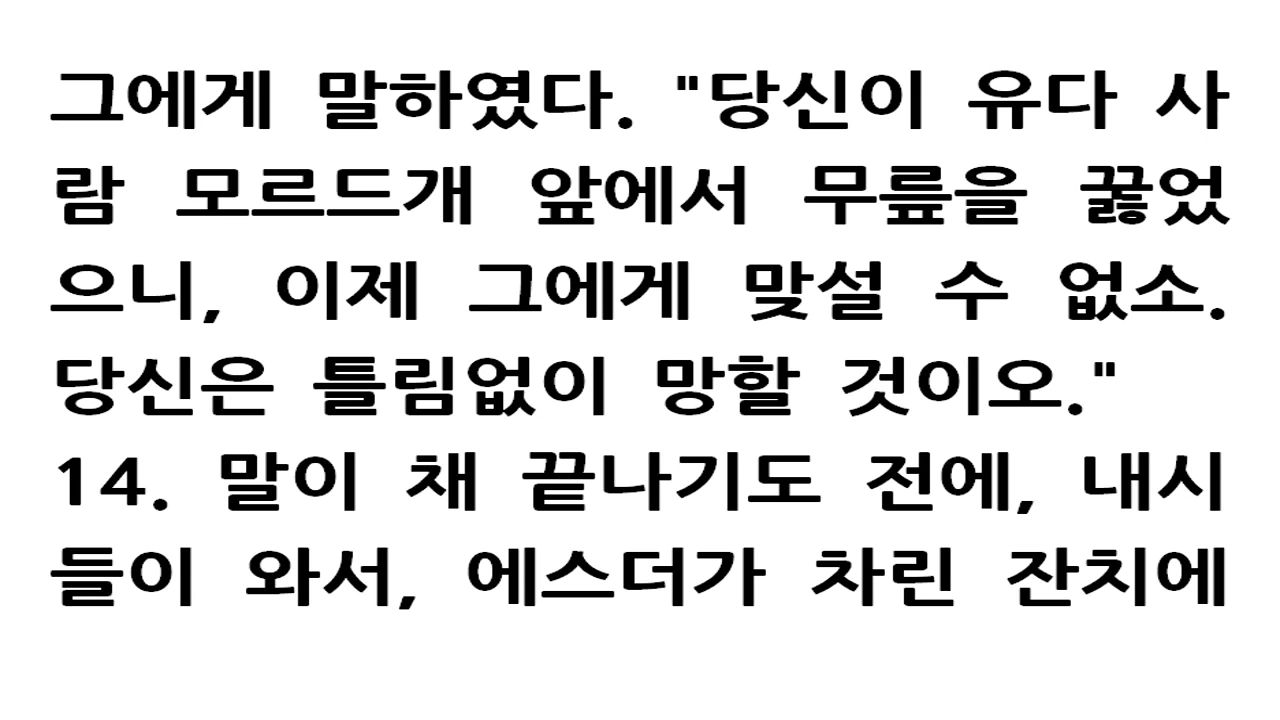 그에게 말하였다. "당신이 유다 사
람 모르드개 앞에서 무릎을 꿇었
으니, 이제 그에게 맞설 수 없소.
당신은 틀림없이 망할 것이오."
14. 말이 채 끝나기도 전에, 내시
들이 와서, 에스더가 차린 잔치에